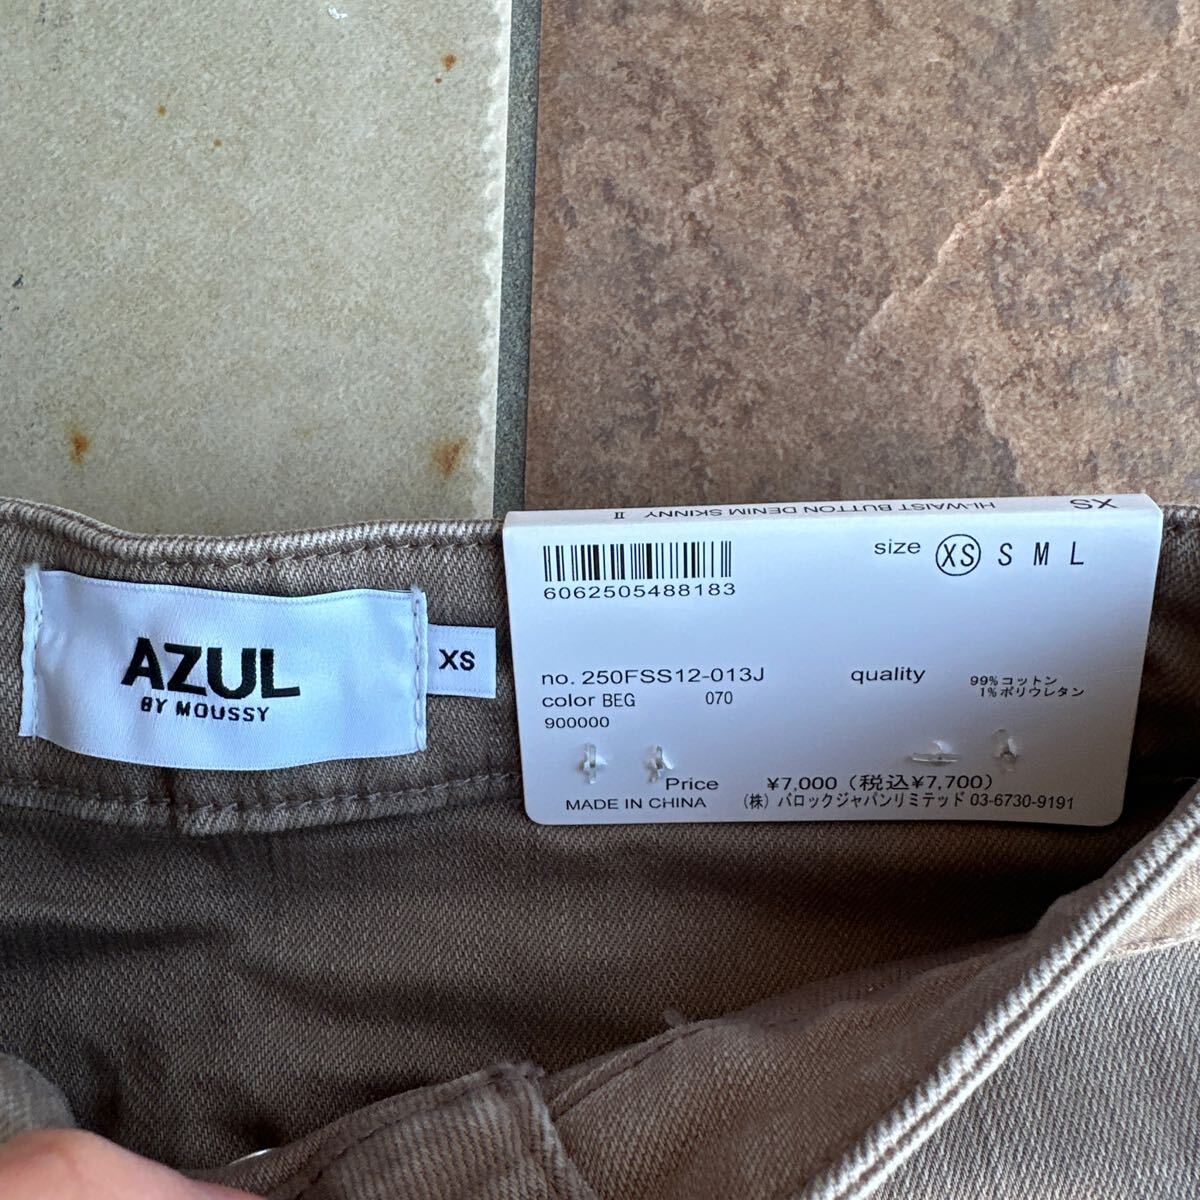 AZUL
BY MOUSSY
XS
XS
HI-WAIST BUTTON DENIM SKINNY Ⅱ
6062505488183
size XS S M L
no. 250FSS12-013J
color BEG 070
900000
quality
99%コットン
1%ポリウレタン
Price ¥7,000 (税込¥7,700)
MADE IN CHINA
(株) バロックジャパンリミテッド 03-6730-9191